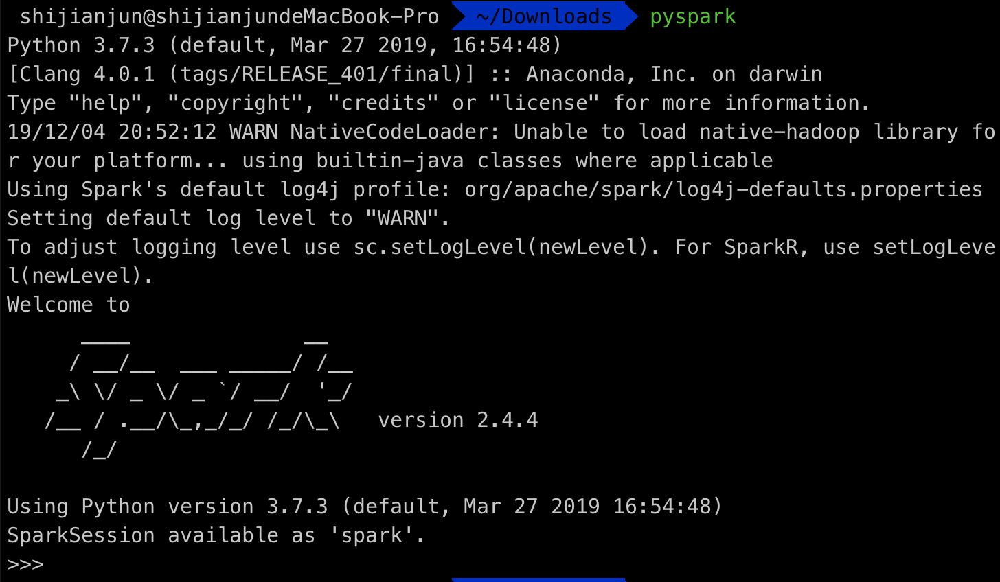 shijianjun@shijianjundeMacBook-Pro ~/Downloads pyspark
Python 3.7.3 (default, Mar 27 2019, 16:54:48)
[Clang 4.0.1 (tags/RELEASE_401/final)] :: Anaconda, Inc. on darwin
Type "help", "copyright", "credits" or "license" for more information.
19/12/04 20:52:12 WARN NativeCodeLoader: Unable to load native-hadoop library fo
r your platform... using builtin-java classes where applicable
Using Spark's default log4j profile: org/apache/spark/log4j-defaults.properties
Setting default log level to "WARN".
To adjust logging level use sc.setLogLevel(newLevel). For SparkR, use setLogLeve
l(newLevel).
Welcome to
      ____              __
     / __/__  ___ _____/ /__
    _\ \/ _ \/ _ `/ __/  '_/
   /__ / .__/\_,_/_/ /_/\_\   version 2.4.4
      /_/
Using Python version 3.7.3 (default, Mar 27 2019 16:54:48)
SparkSession available as 'spark'.
>>>